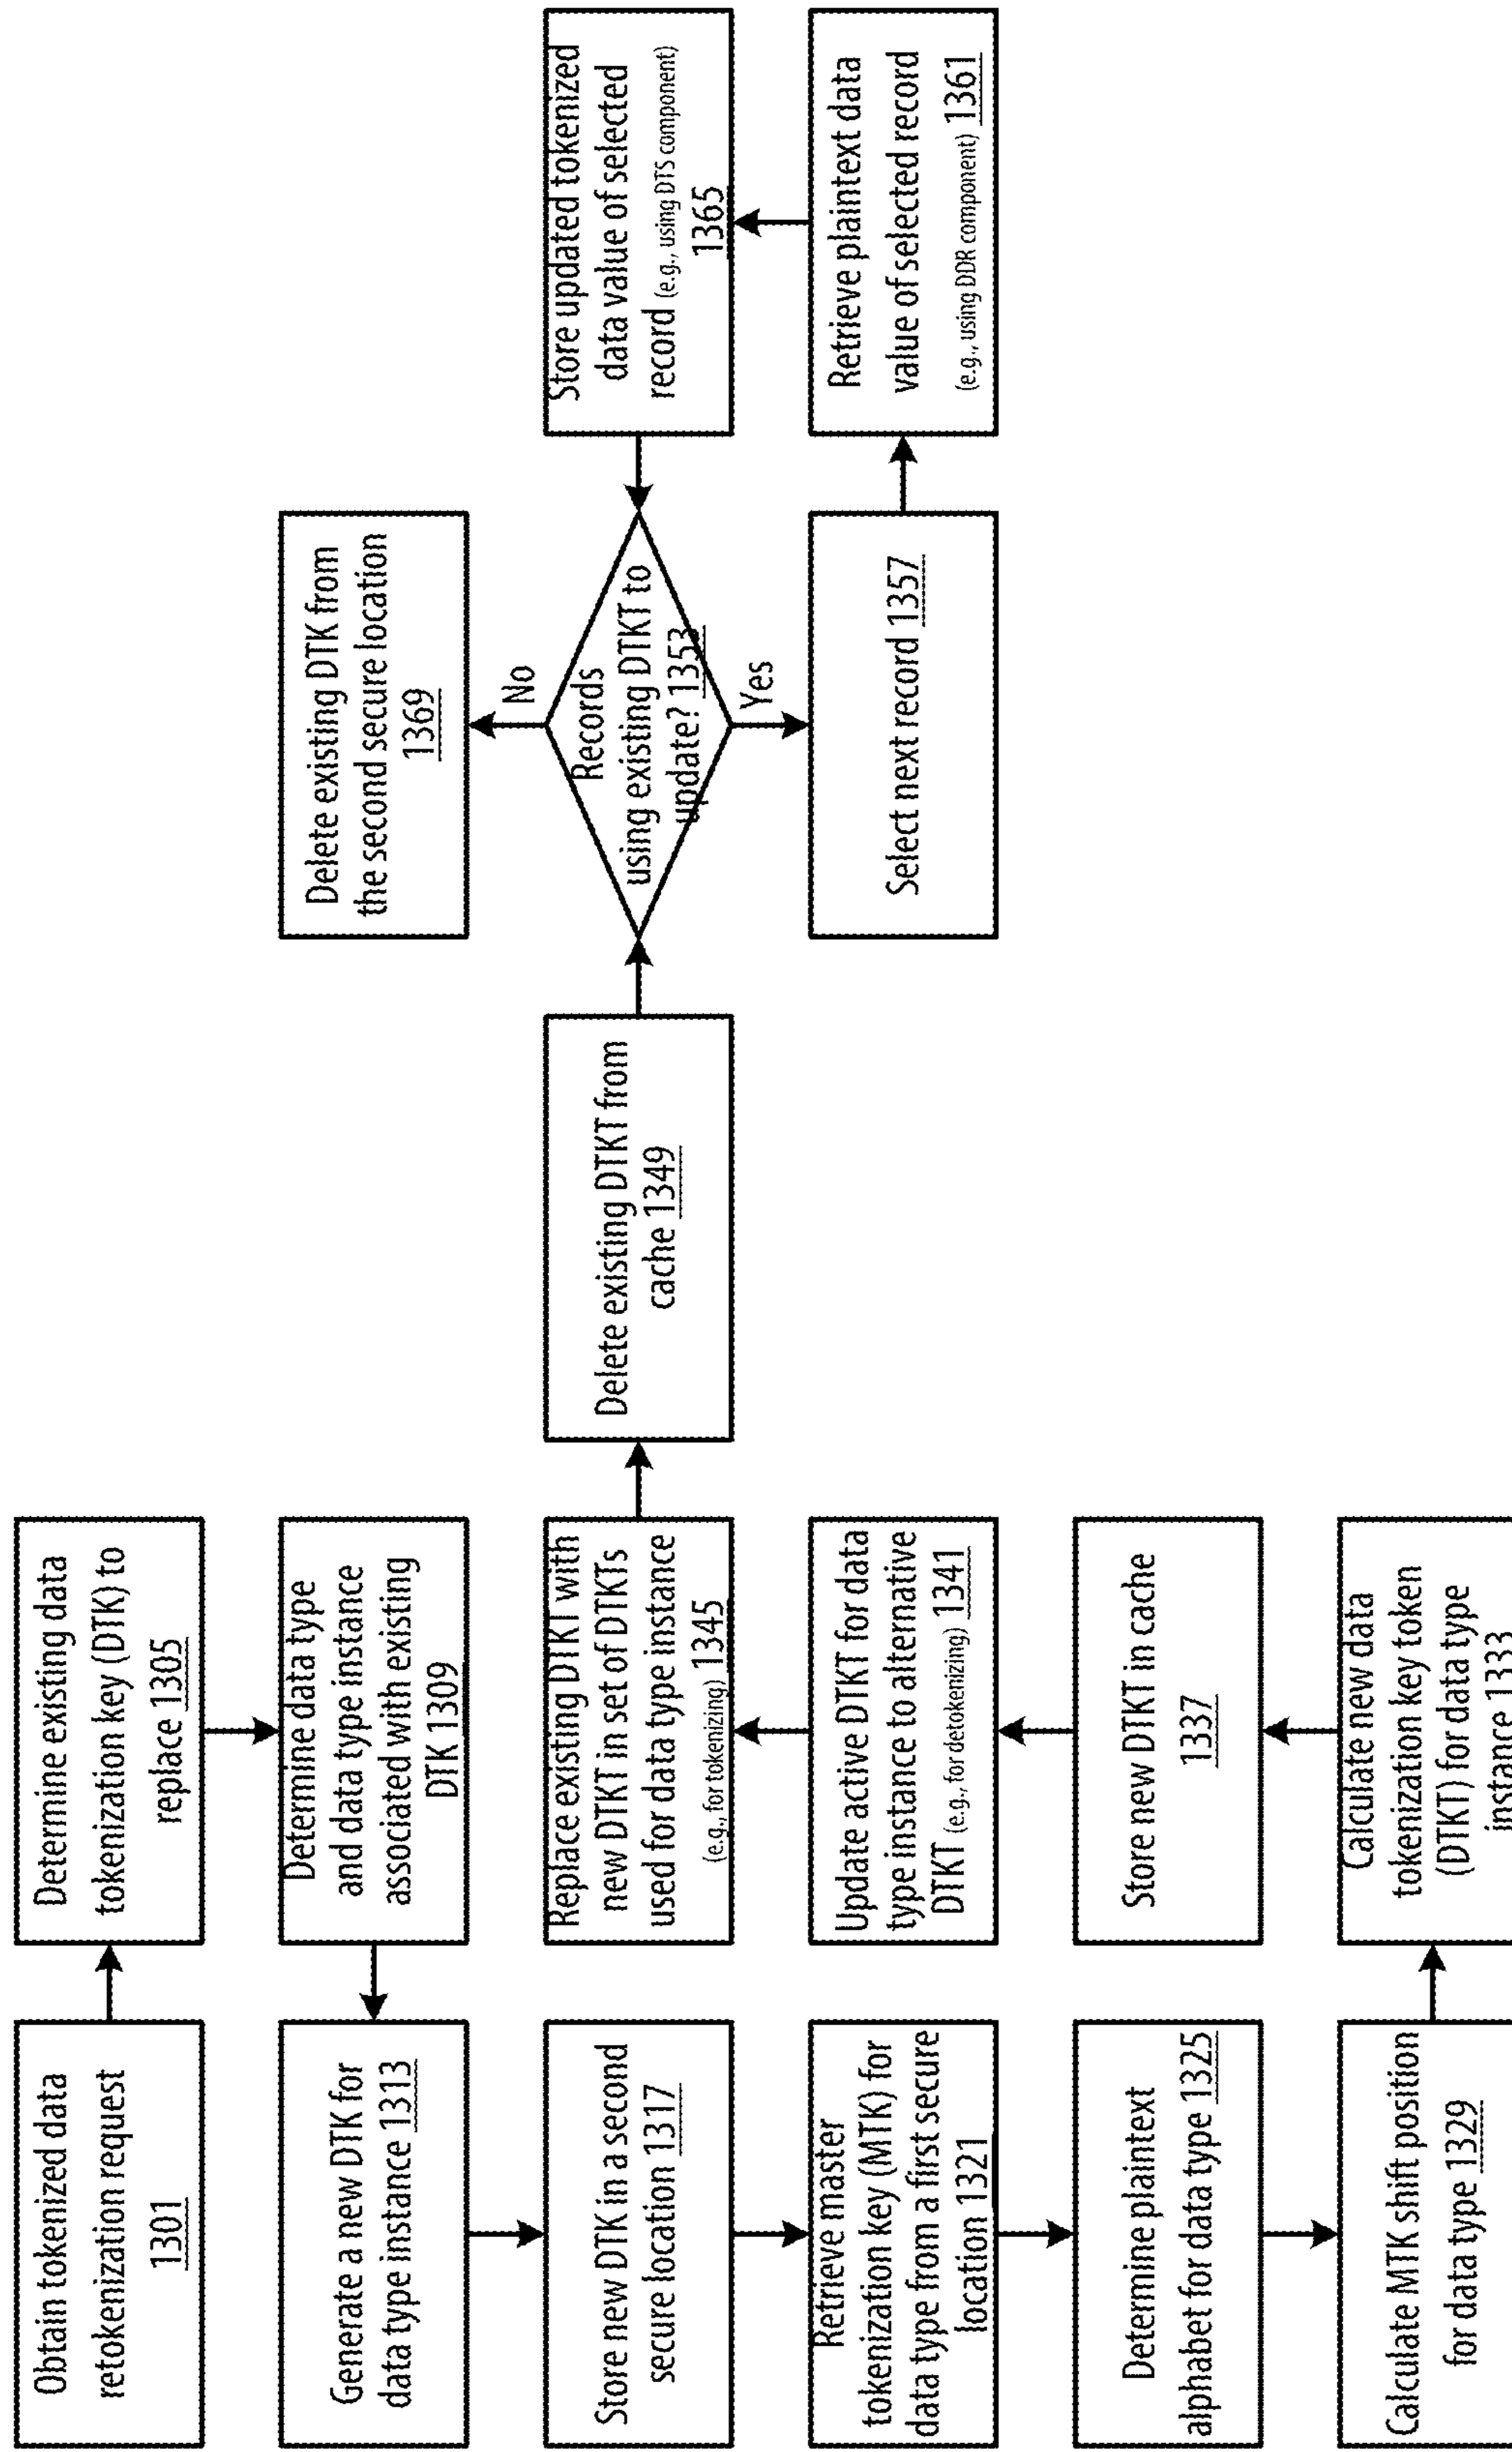 Obtain tokenized data
retokenization request
1301
Determine existing data
tokenization key (DTK) to
replace 1305
Determine data type
and data type instance
associated with existing
DTK 1309
Generate a new DTK for
data type instance 1313
Store new DTK in a second
secure location 1317
Retrieve master
tokenization key (MTK) for
data type from a first secure
location 1321
Determine plaintext
alphabet for data type 1325
Calculate MTK shift position
for data type 1329
Calculate new data
tokenization key token
(DTKT) for data type
instance 1333
Store new DTKT in cache
1337
Update active DTKT for data
type instance to alternative
DTKT (e.g., for detokenizing) 1341
Replace existing DTKT with
new DTKT in set of DTKTs
used for data type instance
(e.g., for tokenizing) 1345
Delete existing DTKT from
cache 1349
Records
using existing DTKT to
update? 1353
No
Yes
Select next record 1357
Retrieve plaintext data
value of selected record
(e.g., using DDR component) 1361
Store updated tokenized
data value of selected
record (e.g., using DTS component)
1365
Delete existing DTK from
the second secure location
1369